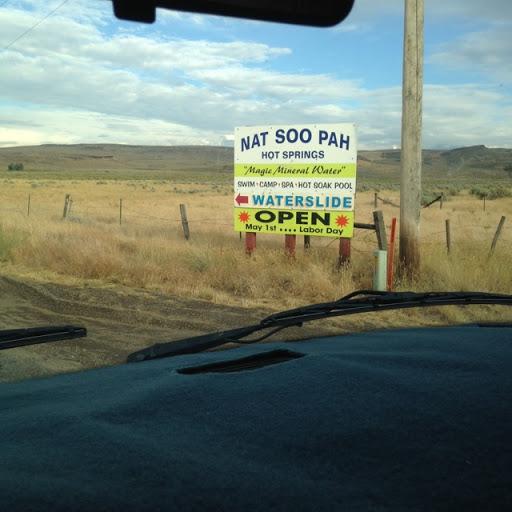 NAT SOO PAH
HOT SPRINGS
"Magic Mineral Water"
SWIM • CAMP • SPA • HOT SOAK POOL
WATERSLIDE
OPEN
May 1st .... Labor Day